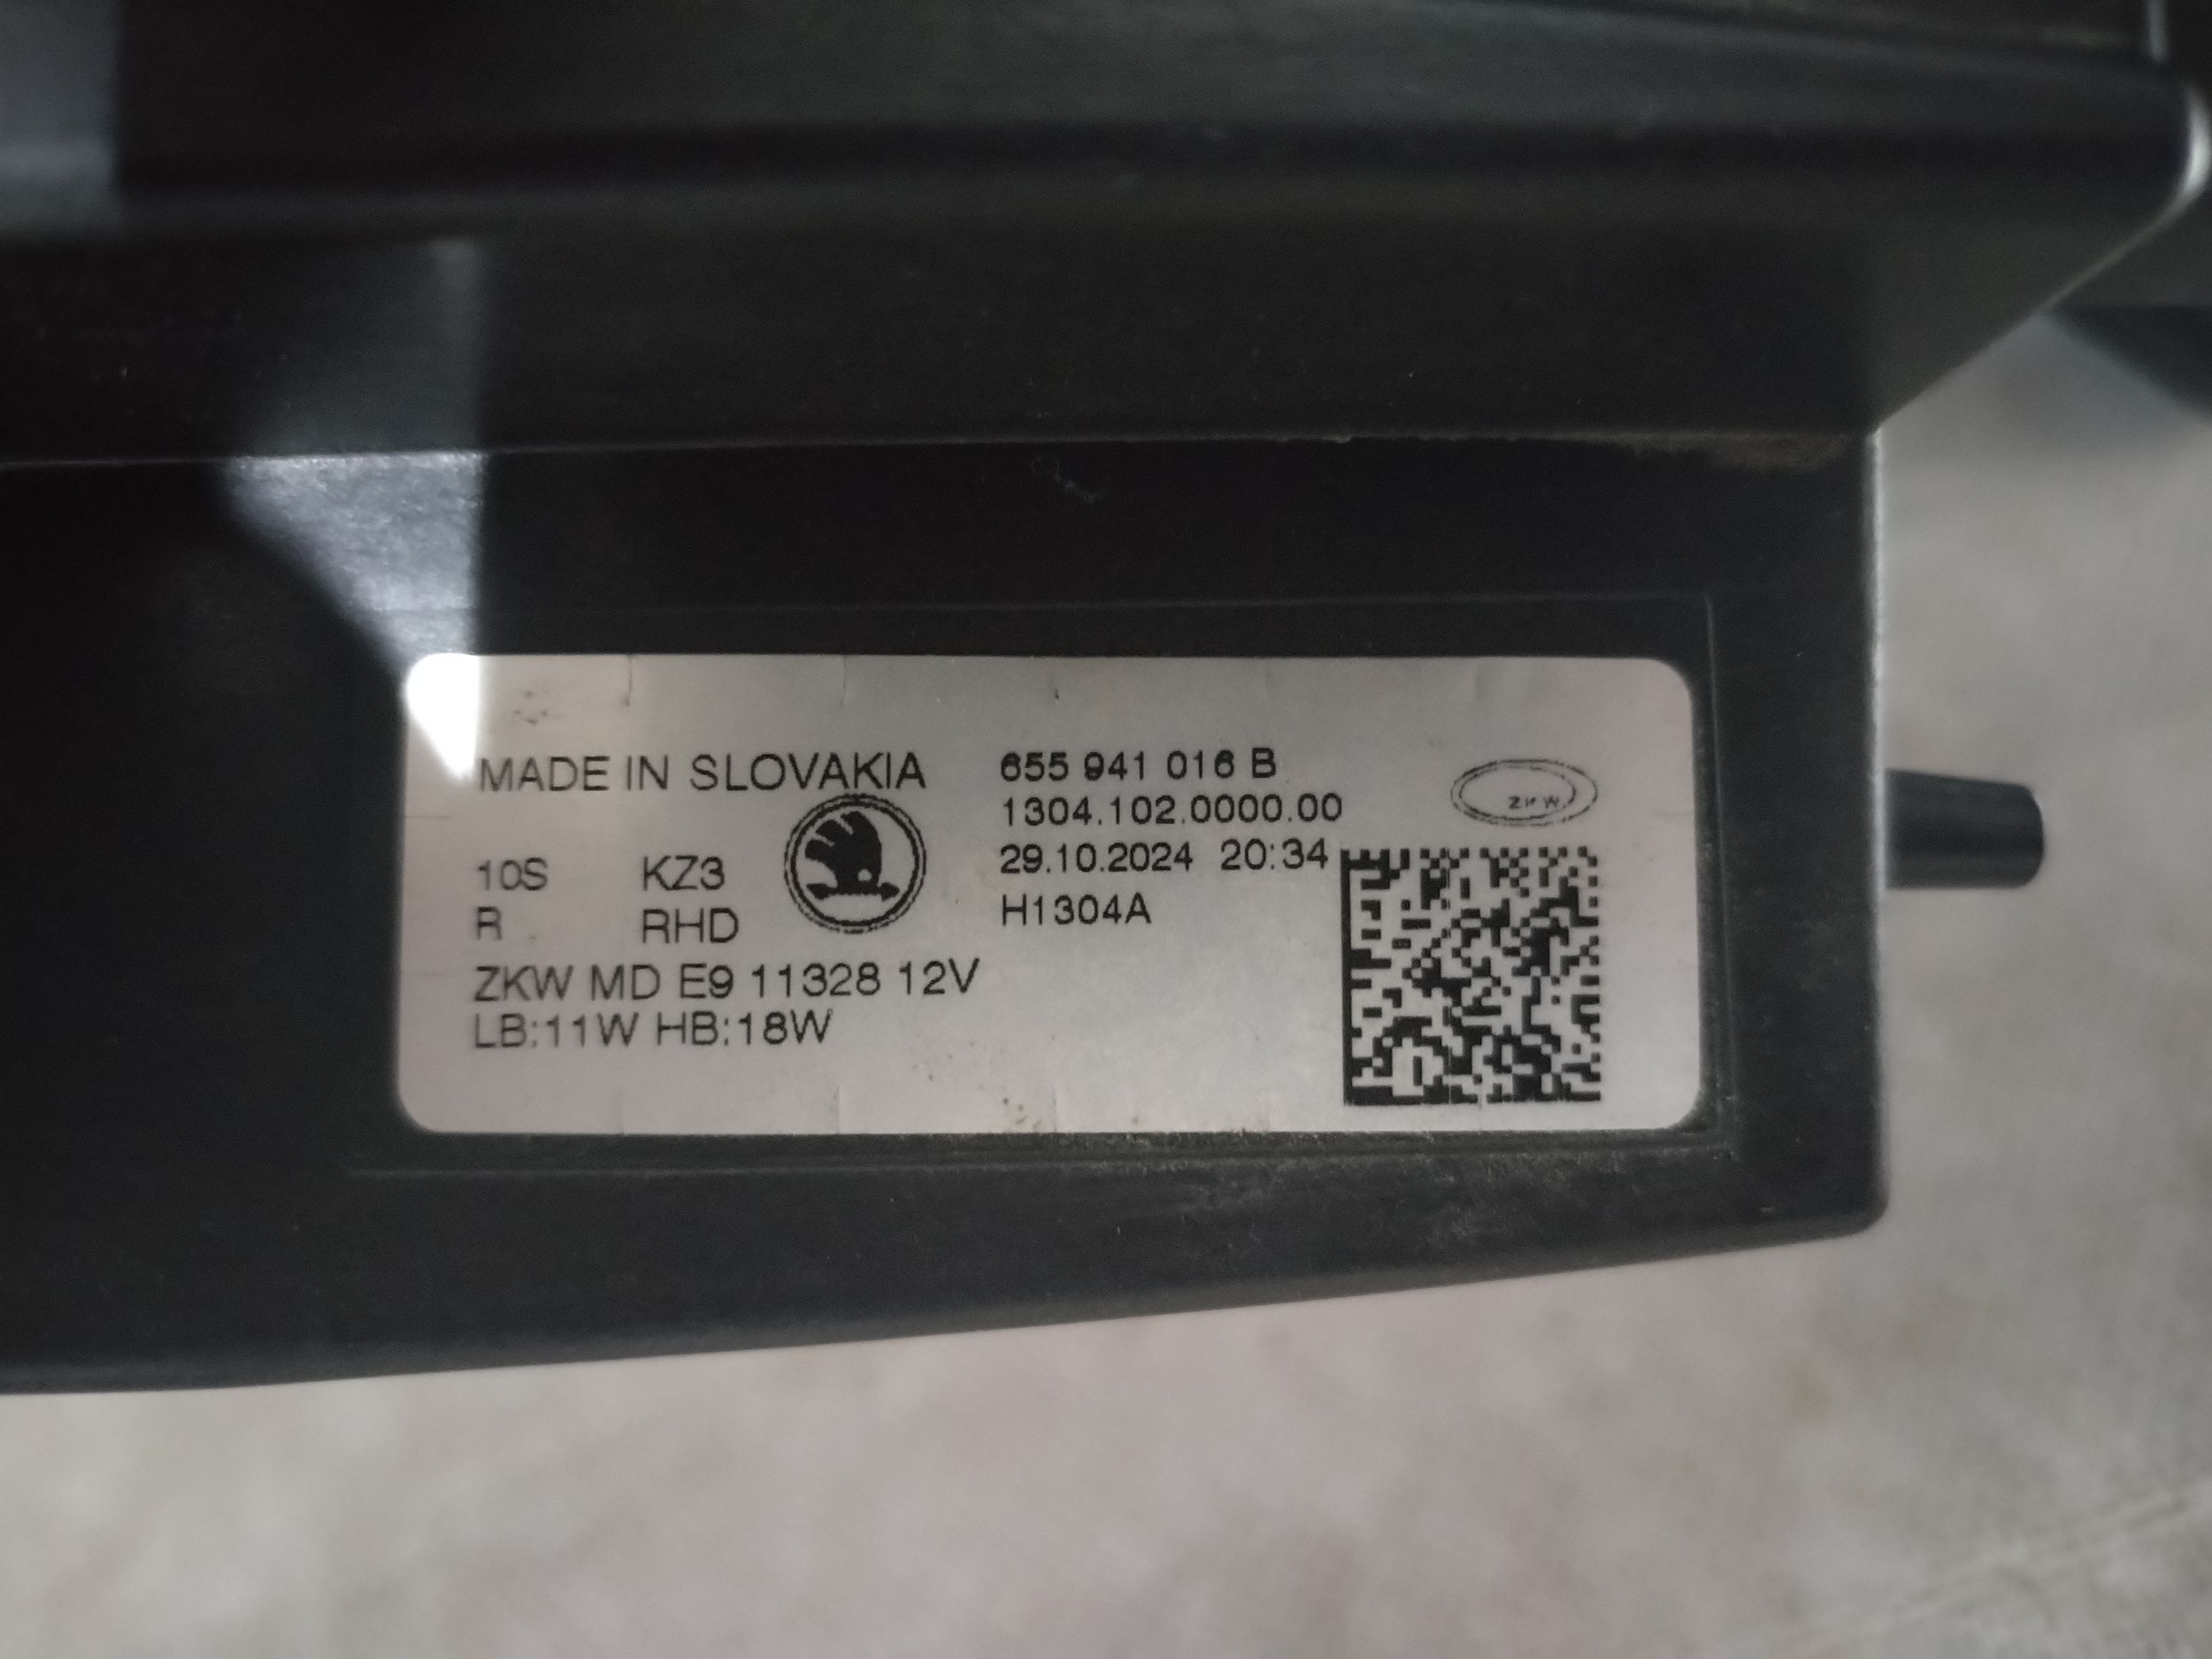 MADE IN SLOVAKIA
655 941 016 B
1304.102.0000.00
ZKW
10S KZ3
29.10.2024 20:34
R RHD
H1304A
ZKW MD E9 11328 12V
LB:11W HB:18W